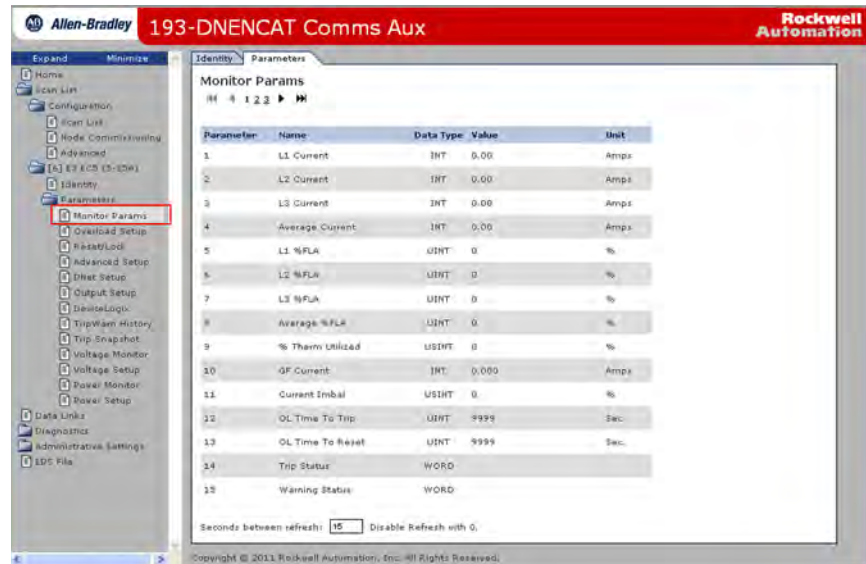 Allen-Bradley 193-DNENCAT Comms Aux Rockwell Automation
Expand Minimize
Home
Scan List
Configuration
Scan List
Node Commissioning
Advanced
[6] E3 EC5 (5-25A)
Identity
Parameters
Monitor Params
Overload Setup
Reset/Lock
Advanced Setup
DNet Setup
Output Setup
DeviceLogix
TripWarn History
Trip Snapshot
Voltage Monitor
Voltage Setup
Power Monitor
Power Setup
Data Links
Diagnostics
Administrative Settings
EDS File
Identity Parameters
Monitor Params
1 2 3
Parameter Name Data Type Value Unit
1 L1 Current INT 0.00 Amps
2 L2 Current INT 0.00 Amps
3 L3 Current INT 0.00 Amps
4 Average Current INT 0.00 Amps
5 L1 %FLA UINT 0 %
6 L2 %FLA UINT 0 %
7 L3 %FLA UINT 0 %
8 Average %FLA UINT 0 %
9 % Therm Utilized USINT 0 %
10 GF Current INT 0.000 Amps
11 Current Imbal USINT 0 %
12 OL Time To Trip UINT 9999 Sec.
13 OL Time To Reset UINT 9999 Sec.
14 Trip Status WORD
15 Warning Status WORD
Seconds between refresh: 15 Disable Refresh with 0.
Copyright © 2011 Rockwell Automation, Inc. All Rights Reserved.